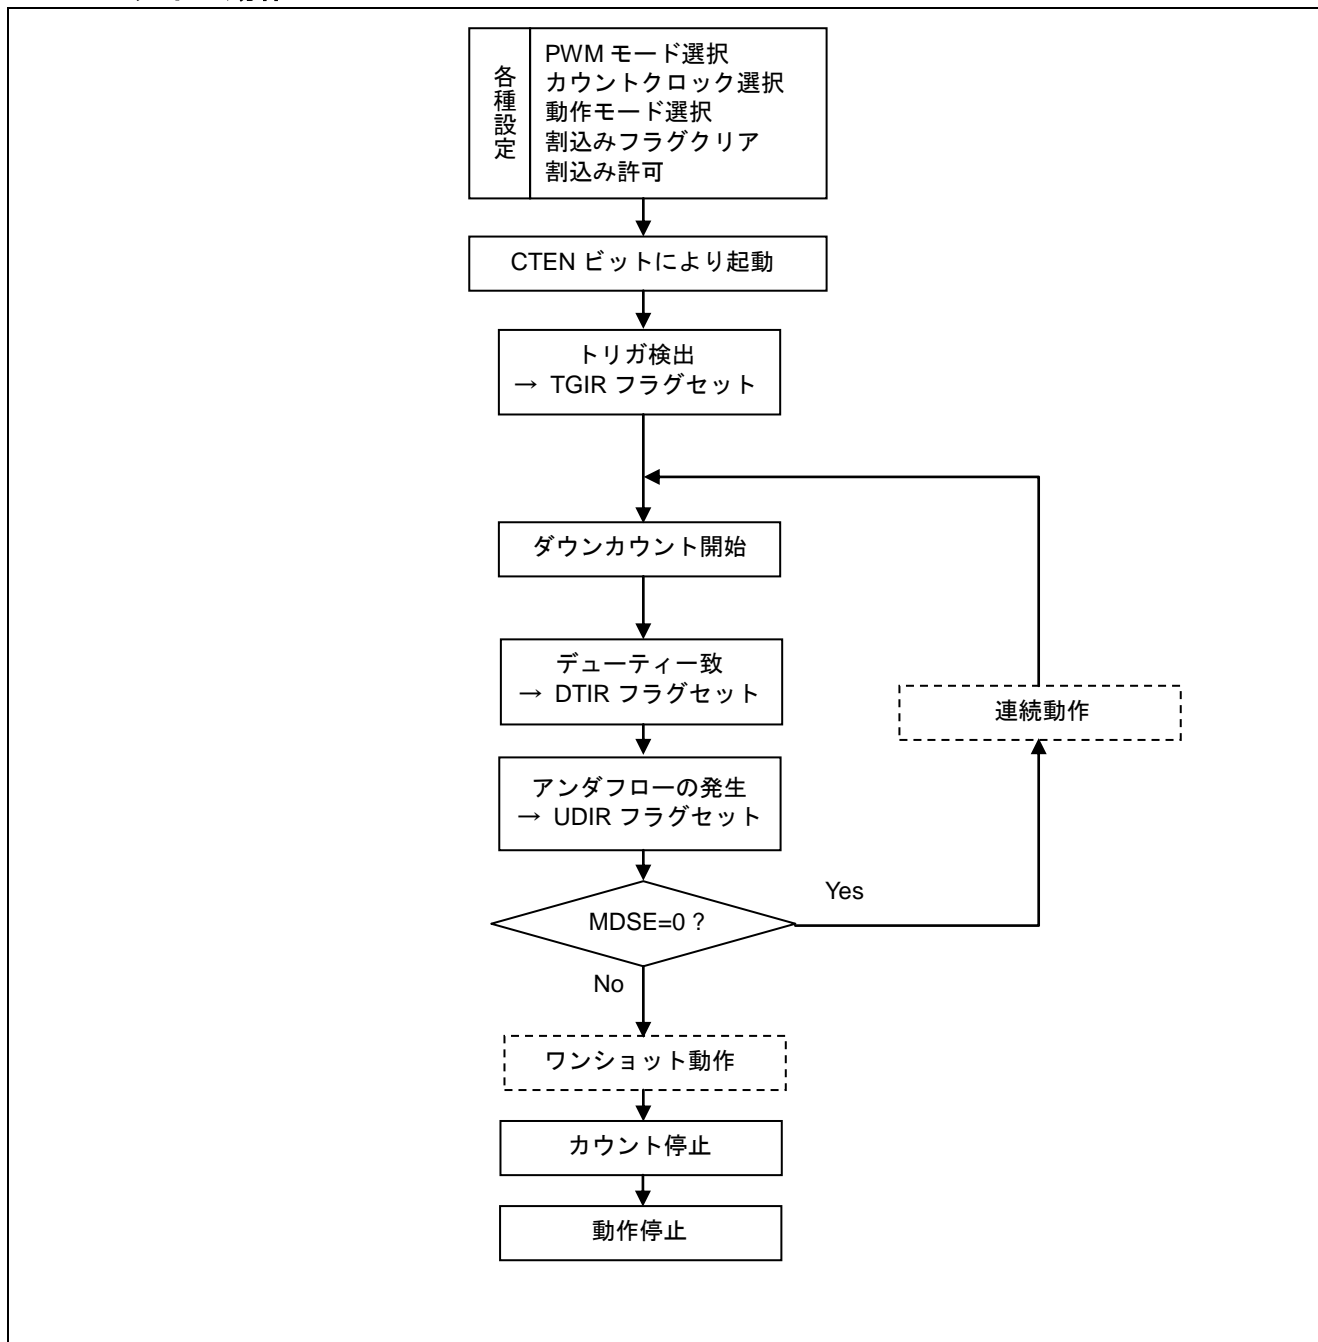 各種設定
PWM モード選択
カウントクロック選択
動作モード選択
割込みフラグクリア
割込み許可
CTEN ビットにより起動
トリガ検出
→ TGIR フラグセット
ダウンカウント開始
デューティ一致
→ DTIR フラグセット
連続動作
アンダフローの発生
→ UDIR フラグセット
Yes
MDSE=0 ?
No
ワンショット動作
カウント停止
動作停止